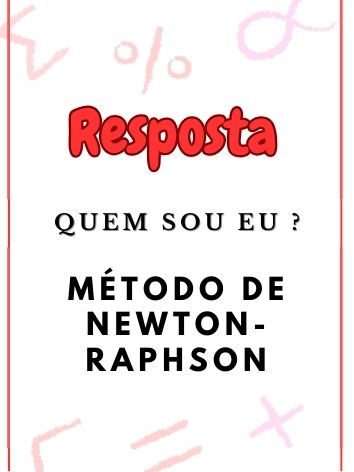 Resposta
QUEM SOU EU ?
MÉTODO DE
NEWTON-
RAPHSON